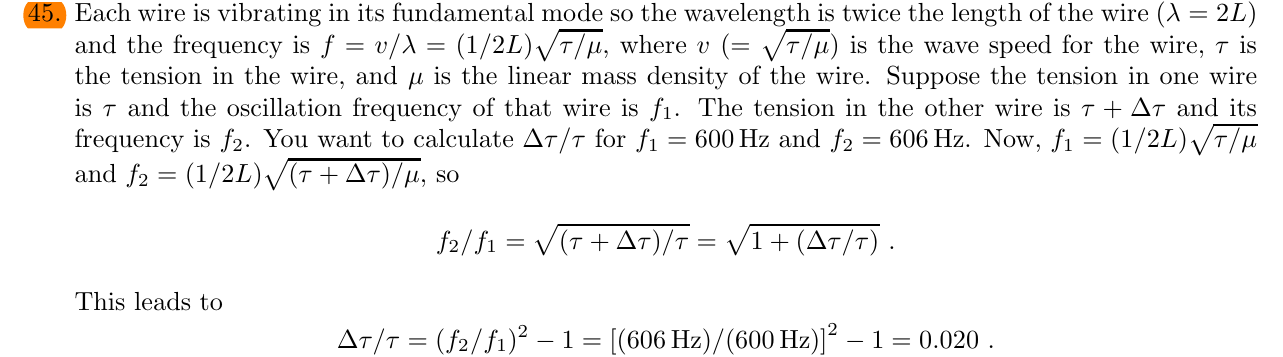 45. Each wire is vibrating in its fundamental mode so the wavelength is twice the length of the wire (λ = 2L)
and the frequency is f = v/λ = (1/2L)√τ/μ, where v (= √τ/μ) is the wave speed for the wire, τ is
the tension in the wire, and μ is the linear mass density of the wire. Suppose the tension in one wire
is τ and the oscillation frequency of that wire is f₁. The tension in the other wire is τ + Δτ and its
frequency is f₂. You want to calculate Δτ/τ for f₁ = 600 Hz and f₂ = 606 Hz. Now, f₁ = (1/2L)√τ/μ
and f₂ = (1/2L)√(τ + Δτ)/μ, so
f₂/f₁ = √(τ + Δτ)/τ = √1 + (Δτ/τ) .
This leads to
Δτ/τ = (f₂/f₁)² − 1 = [(606 Hz)/(600 Hz)]² − 1 = 0.020 .